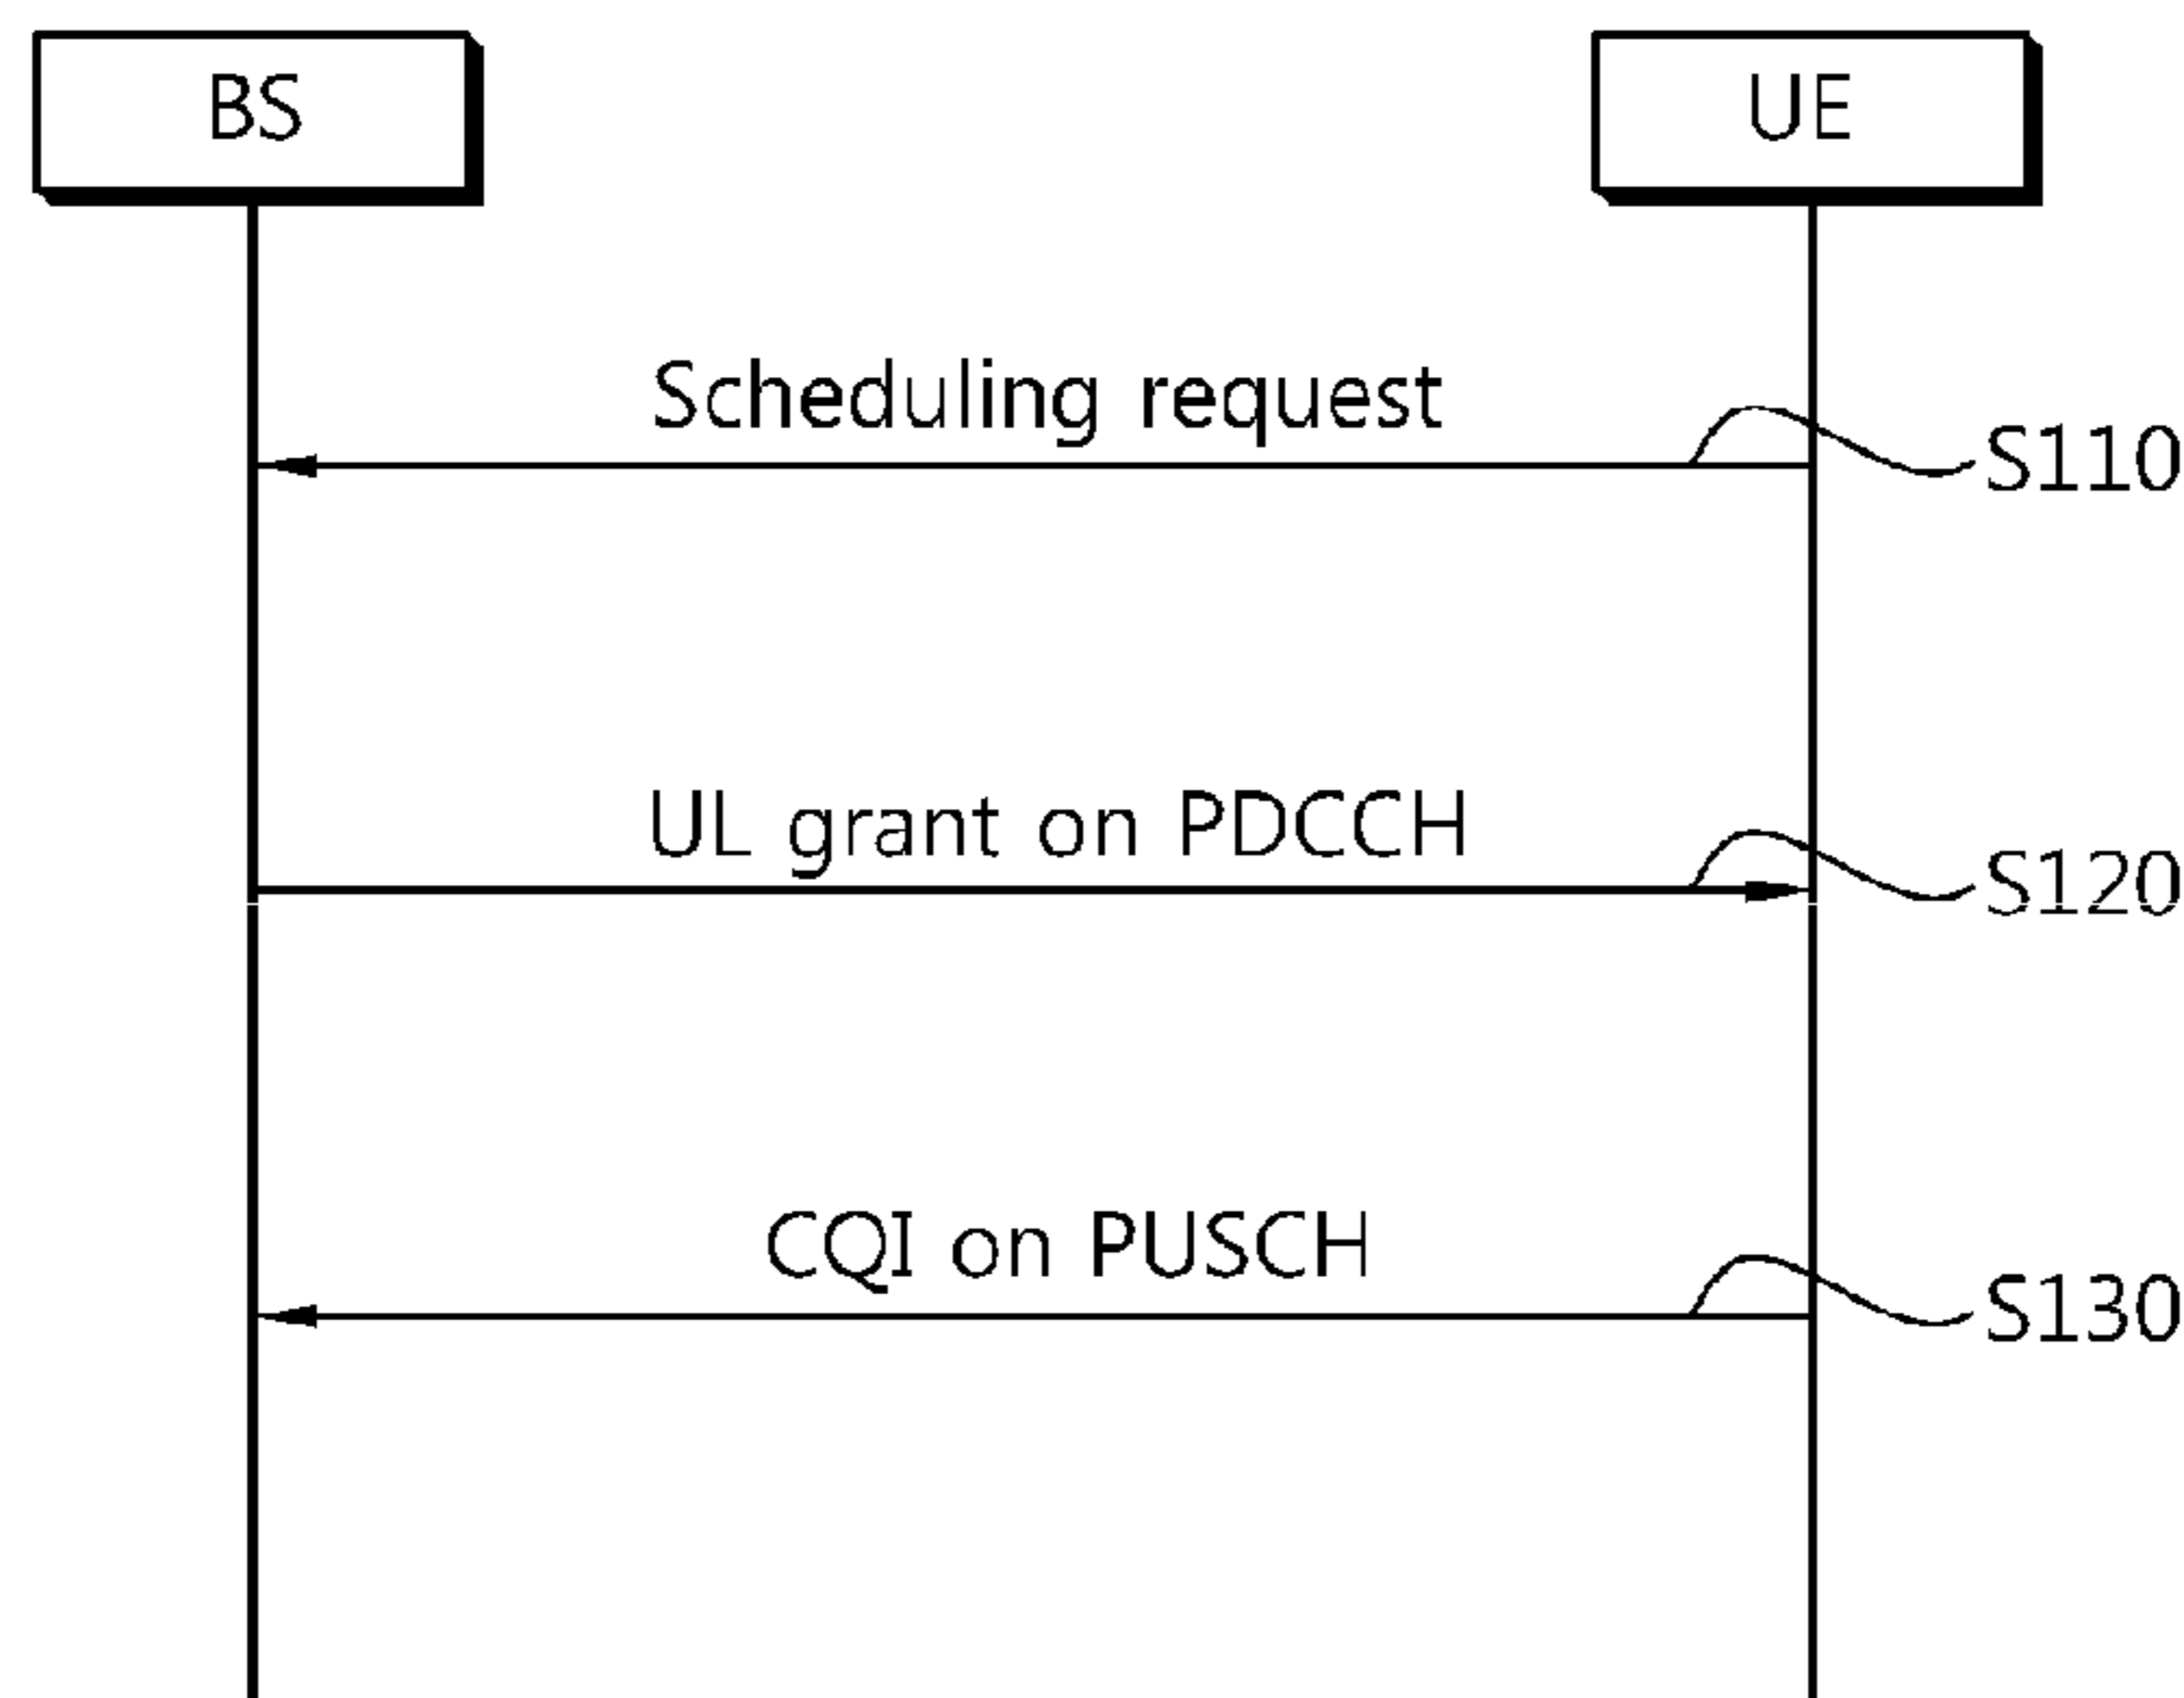 BS
UE
Scheduling request
S110
UL grant on PDCCH
S120
CQI on PUSCH
S130